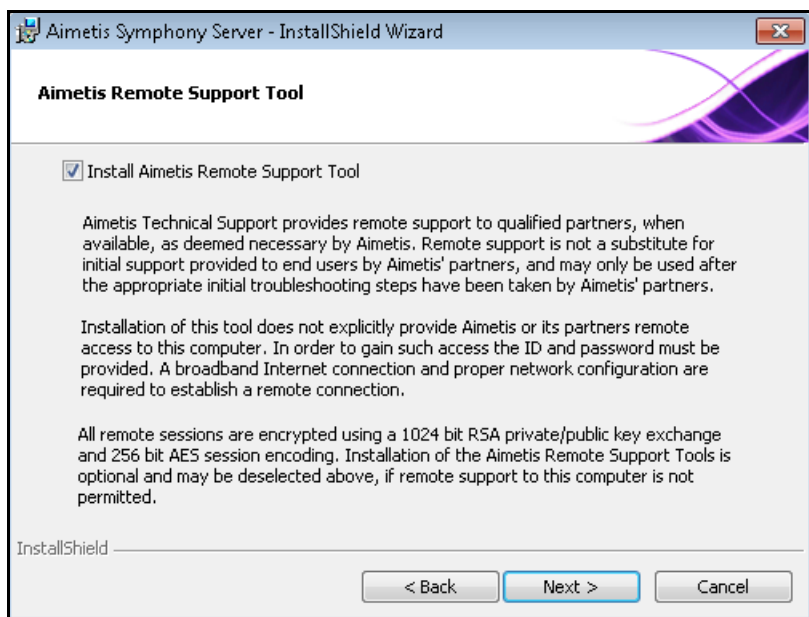 Aimetis Symphony Server - InstallShield Wizard
Aimetis Remote Support Tool
Install Aimetis Remote Support Tool
Aimetis Technical Support provides remote support to qualified partners, when
available, as deemed necessary by Aimetis. Remote support is not a substitute for
initial support provided to end users by Aimetis' partners, and may only be used after
the appropriate initial troubleshooting steps have been taken by Aimetis' partners.
Installation of this tool does not explicitly provide Aimetis or its partners remote
access to this computer. In order to gain such access the ID and password must be
provided. A broadband Internet connection and proper network configuration are
required to establish a remote connection.
All remote sessions are encrypted using a 1024 bit RSA private/public key exchange
and 256 bit AES session encoding. Installation of the Aimetis Remote Support Tools is
optional and may be deselected above, if remote support to this computer is not
permitted.
InstallShield
< Back Next > Cancel